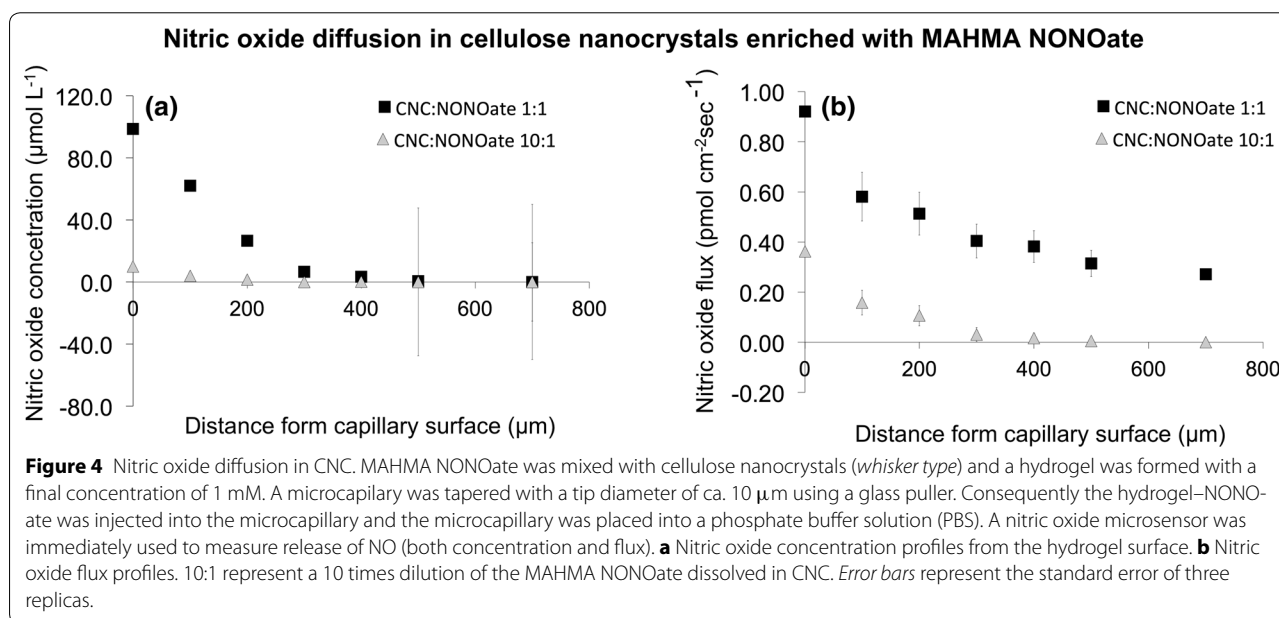 Nitric oxide diffusion in cellulose nanocrystals enriched with MAHMA NONOate
(a)
CNC:NONOate 1:1
CNC:NONOate 10:1
Nitric oxide concetration (µmol L-1)
120.0
80.0
40.0
0.0
-40.0
-80.0
0
200
400
600
800
Distance form capillary surface (µm)
(b)
CNC:NONOate 1:1
CNC:NONOate 10:1
Nitric oxide flux (pmol cm-2sec-1)
1.00
0.80
0.60
0.40
0.20
0.00
-0.20
0
200
400
600
800
Distance form capillary surface (µm)
Figure 4 Nitric oxide diffusion in CNC. MAHMA NONOate was mixed with cellulose nanocrystals (whisker type) and a hydrogel was formed with a
final concentration of 1 mM. A microcapilary was tapered with a tip diameter of ca. 10 µm using a glass puller. Consequently the hydrogel–NONO-
ate was injected into the microcapillary and the microcapillary was placed into a phosphate buffer solution (PBS). A nitric oxide microsensor was
immediately used to measure release of NO (both concentration and flux). a Nitric oxide concentration profiles from the hydrogel surface. b Nitric
oxide flux profiles. 10:1 represent a 10 times dilution of the MAHMA NONOate dissolved in CNC. Error bars represent the standard error of three
replicas.